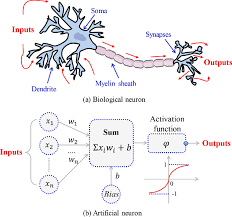 Soma
Synapses
Inputs
Outputs
Myelin sheath
Dendrite
(a) Biological neuron
Activation
function
x₁
w₁
Sum
x₂
w₂
Inputs
Σxᵢwᵢ + b
φ
Outputs
...
wₙ
xₙ
b
1
-1
Bias
(b) Artificial neuron